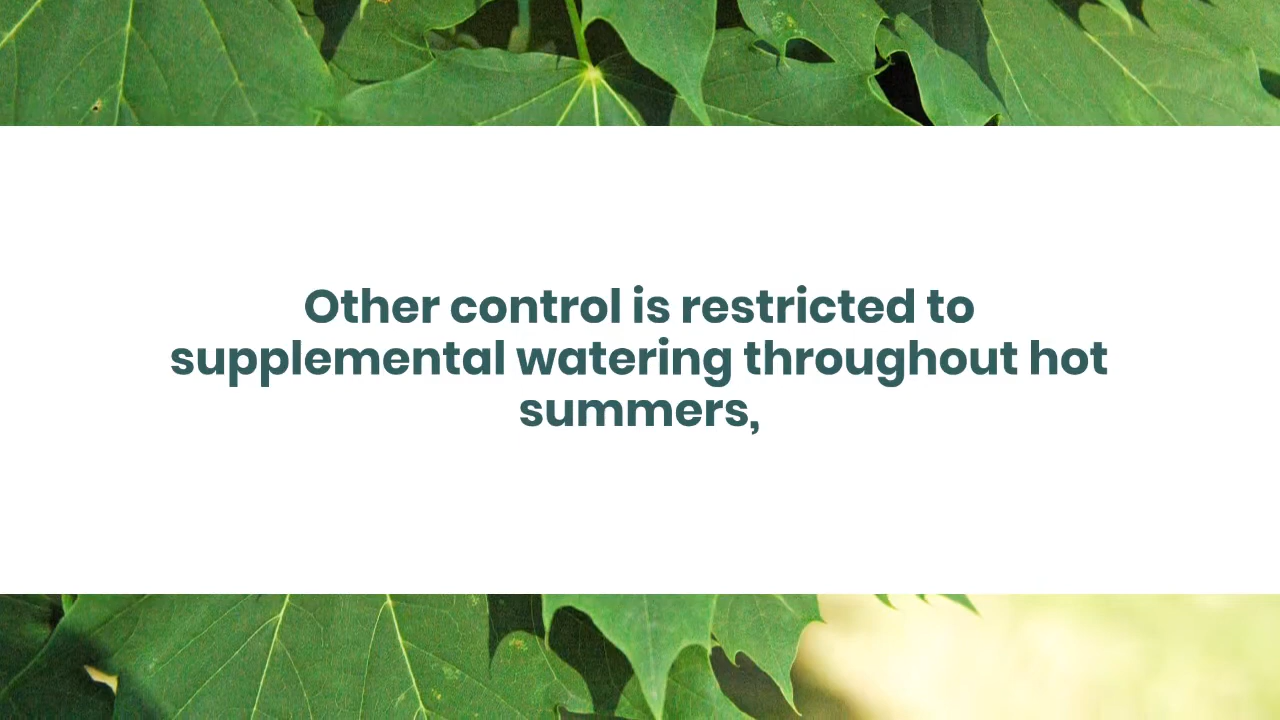 Other control is restricted to
supplemental watering throughout hot
summers,